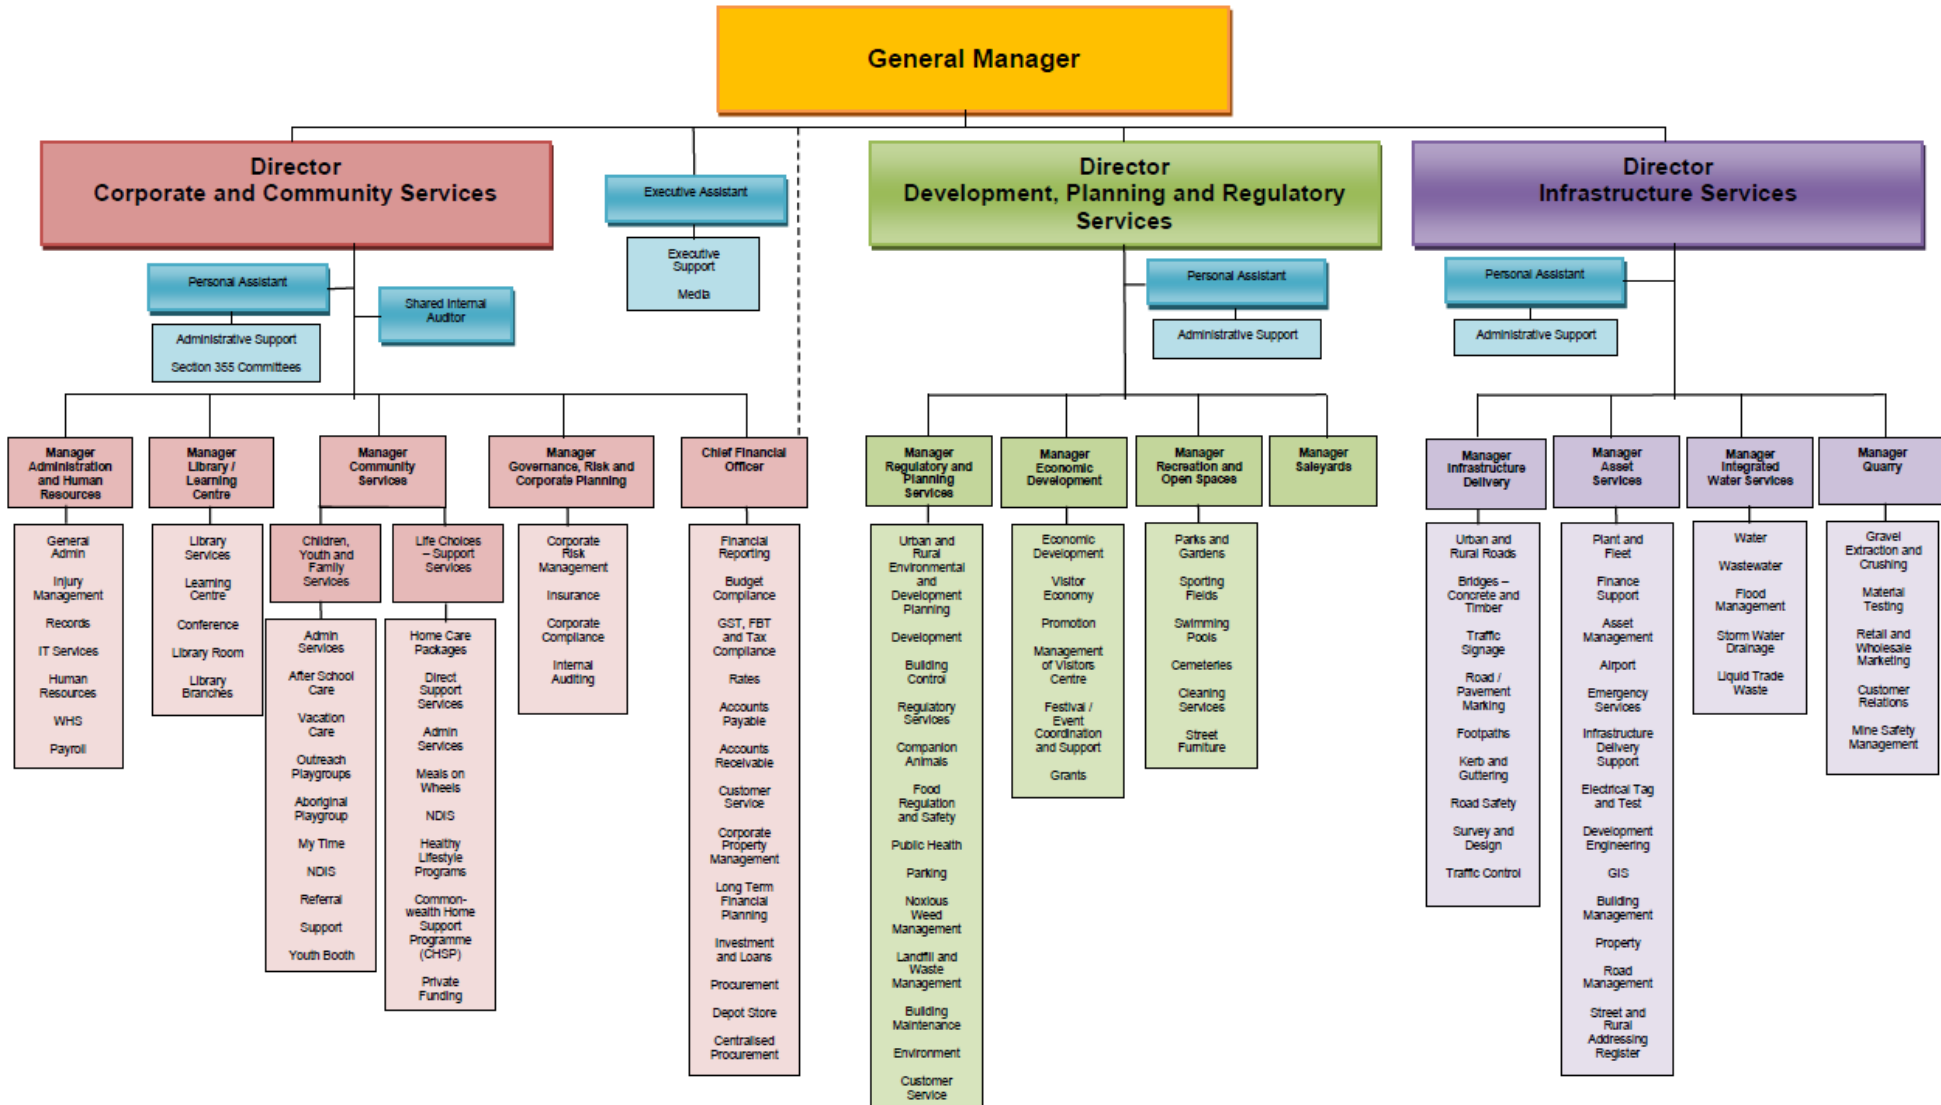 General Manager
Director
Corporate and Community Services
Executive Assistant
Executive
Support
Media
Director
Development, Planning and Regulatory
Services
Director
Infrastructure Services
Personal Assistant
Administrative Support
Section 355 Committees
Shared Internal
Auditor
Personal Assistant
Administrative Support
Personal Assistant
Administrative Support
Manager
Administration
and Human
Resources
General
Admin
Injury
Management
Records
IT Services
Human
Resources
WHS
Payroll
Manager
Library /
Learning
Centre
Library
Services
Learning
Centre
Conference
Library Room
Library
Branches
Manager
Community
Services
Children,
Youth and
Family
Services
Admin
Services
After School
Care
Vacation
Care
Outreach
Playgroups
Aboriginal
Playgroup
My Time
NDIS
Referral
Support
Youth Booth
Life Choices
– Support
Services
Home Care
Packages
Direct
Support
Services
Admin
Services
Meals on
Wheels
NDIS
Healthy
Lifestyle
Programs
Common-
wealth Home
Support
Programme
(CHSP)
Private
Funding
Manager
Governance, Risk and
Corporate Planning
Corporate
Risk
Management
Insurance
Corporate
Compliance
Internal
Auditing
Chief Financial
Officer
Financial
Reporting
Budget
Compliance
GST, FBT
and Tax
Compliance
Rates
Accounts
Payable
Accounts
Receivable
Customer
Service
Corporate
Property
Management
Long Term
Financial
Planning
Investment
and Loans
Procurement
Depot Store
Centralised
Procurement
Manager
Regulatory and
Planning
Services
Urban and
Rural
Environmental
and
Development
Planning
Development
Building
Control
Regulatory
Services
Companion
Animals
Food
Regulation
and Safety
Public Health
Parking
Noxious
Weed
Management
Landfill and
Waste
Management
Building
Maintenance
Environment
Customer
Service
Manager
Economic
Development
Economic
Development
Visitor
Economy
Promotion
Management
of Visitors
Centre
Festival /
Event
Coordination
and Support
Grants
Manager
Recreation and
Open Spaces
Parks and
Gardens
Sporting
Fields
Swimming
Pools
Cemeteries
Cleaning
Services
Street
Furniture
Manager
Saleyards
Manager
Infrastructure
Delivery
Urban and
Rural Roads
Bridges –
Concrete and
Timber
Traffic
Signage
Road /
Pavement
Marking
Footpaths
Kerb and
Guttering
Road Safety
Survey and
Design
Traffic Control
Manager
Asset
Services
Plant and
Fleet
Finance
Support
Asset
Management
Airport
Emergency
Services
Infrastructure
Delivery
Support
Electrical Tag
and Test
Development
Engineering
GIS
Building
Management
Property
Road
Management
Street and
Rural
Addressing
Register
Manager
Integrated
Water Services
Water
Wastewater
Flood
Management
Storm Water
Drainage
Liquid Trade
Waste
Manager
Quarry
Gravel
Extraction and
Crushing
Material
Testing
Retail and
Wholesale
Marketing
Customer
Relations
Mine Safety
Management